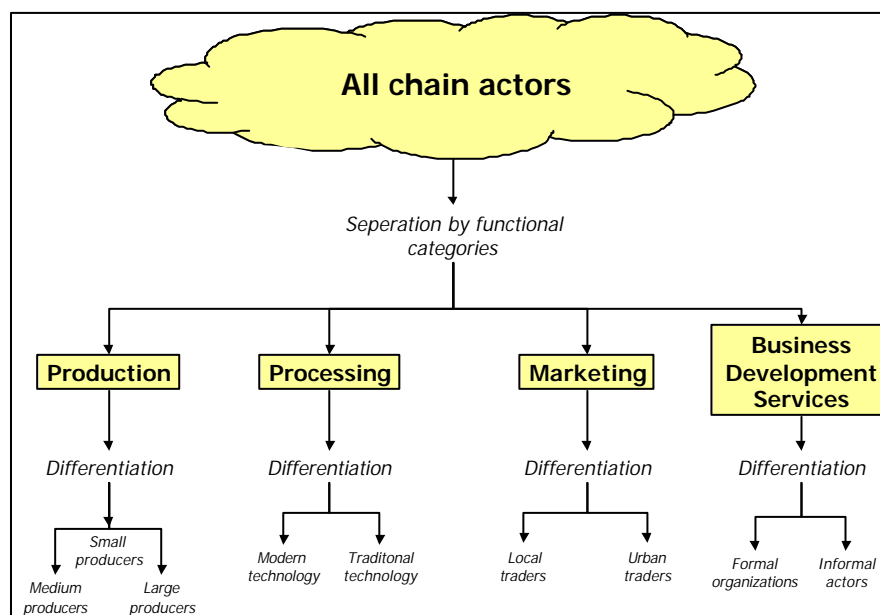 All chain actors
Seperation by functional
categories
Production
Processing
Marketing
Business
Development
Services
Differentiation
Differentiation
Differentiation
Differentiation
Small
producers
Medium
producers
Large
producers
Modern
technology
Traditonal
technology
Local
traders
Urban
traders
Formal
organizations
Informal
actors